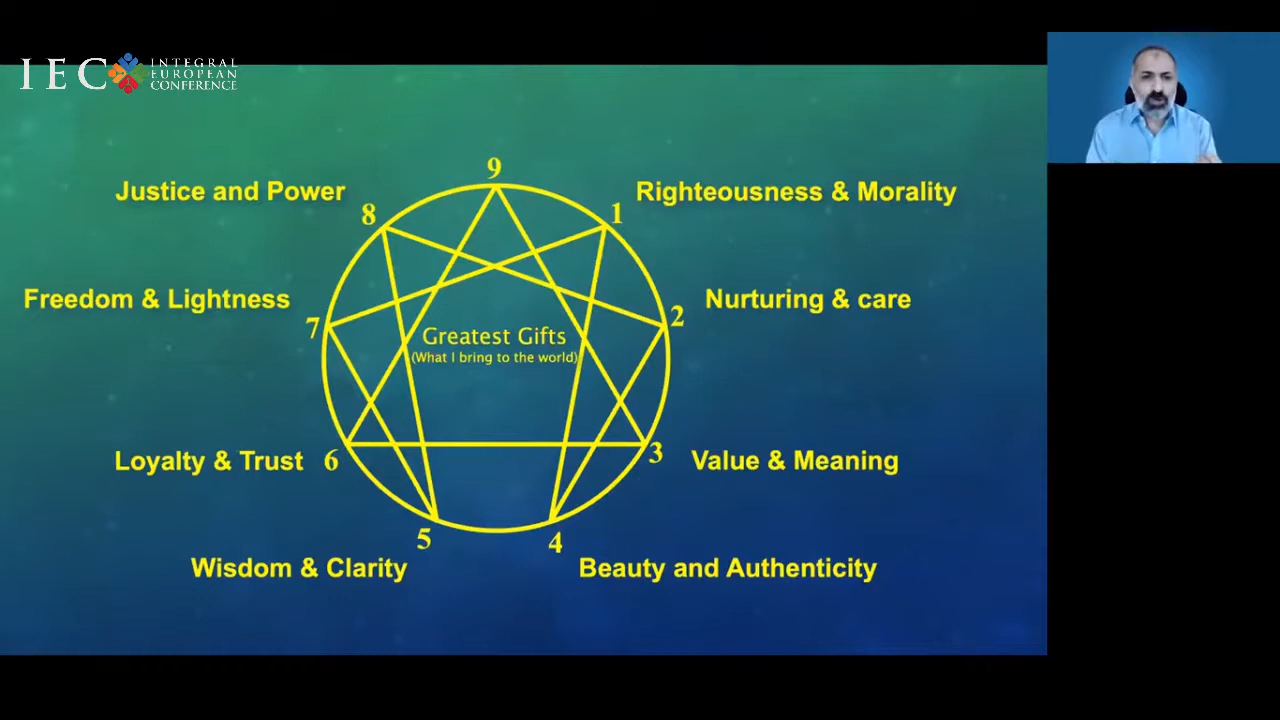 IEC INTEGRAL
EUROPEAN
CONFERENCE
9
Justice and Power
8
1
Righteousness & Morality
Freedom & Lightness
7
2
Nurturing & care
Greatest Gifts
(What I bring to the world)
Loyalty & Trust
6
3
Value & Meaning
5
4
Wisdom & Clarity
Beauty and Authenticity